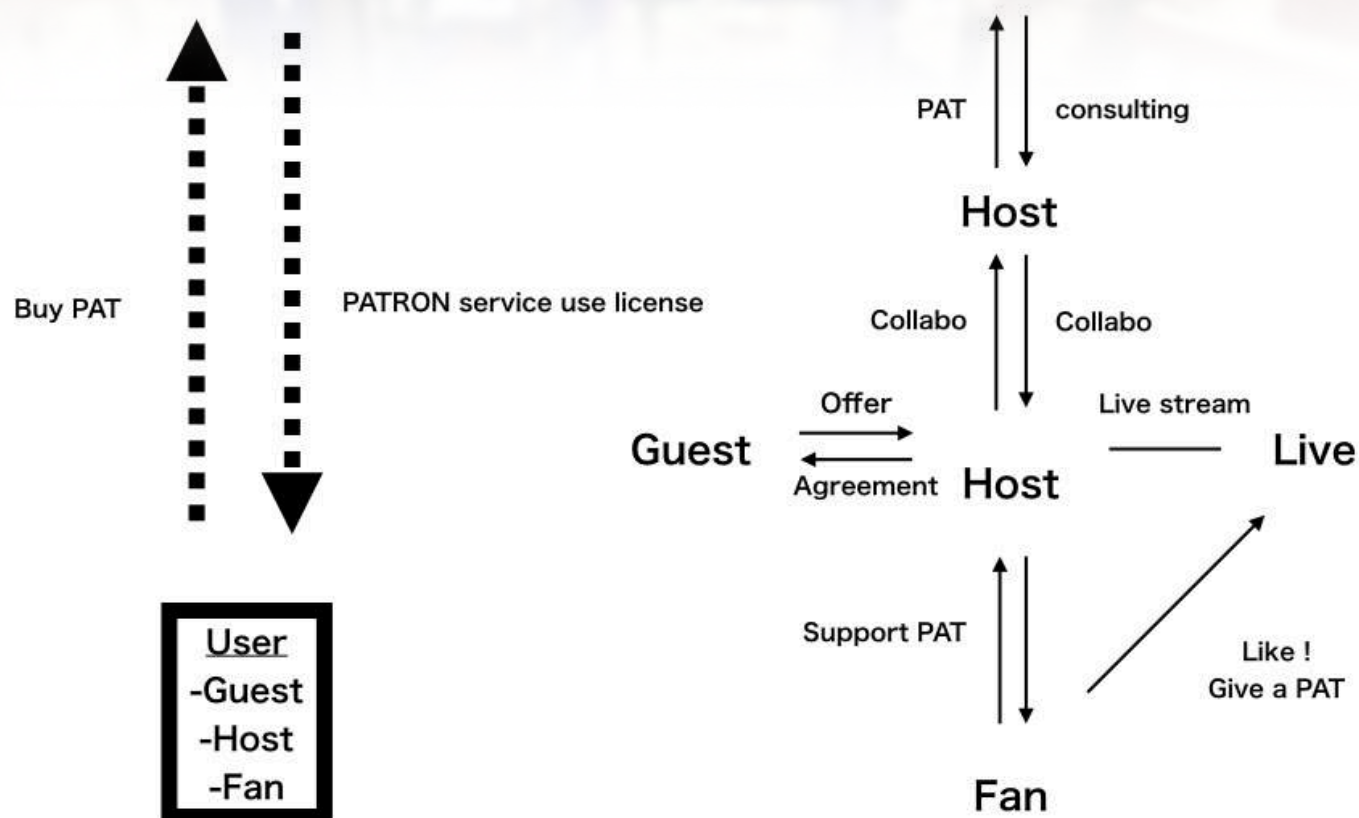 PAT
consulting
Host
Buy PAT
PATRON service use license
Collabo
Collabo
Offer
Live stream
Guest
Live
Agreement
Host
User
-Guest
-Host
-Fan
Support PAT
Like !
Give a PAT
Fan